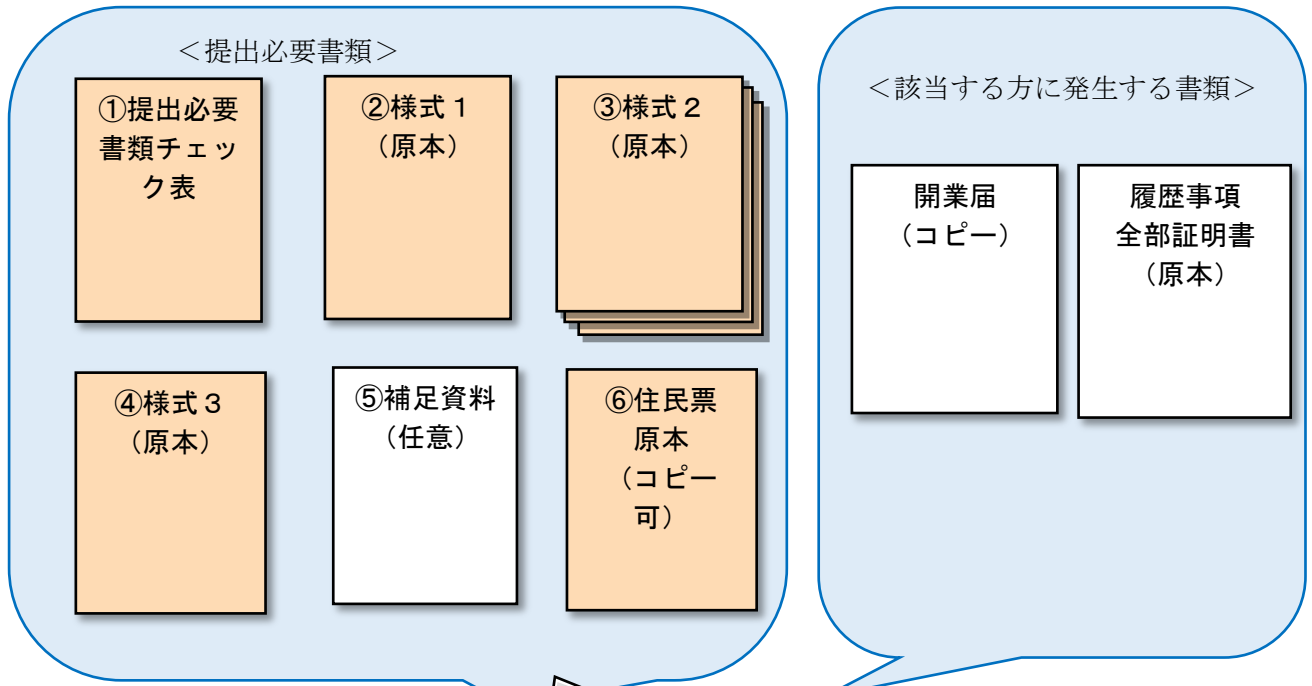 ＜提出必要書類＞
①提出必要
書類チェッ
ク表
②様式１
（原本）
③様式２
（原本）
④様式３
（原本）
⑤補足資料
（任意）
⑥住民票
原本
（コピー
可）
＜該当する方に発生する書類＞
開業届
（コピー）
履歴事項
全部証明書
（原本）